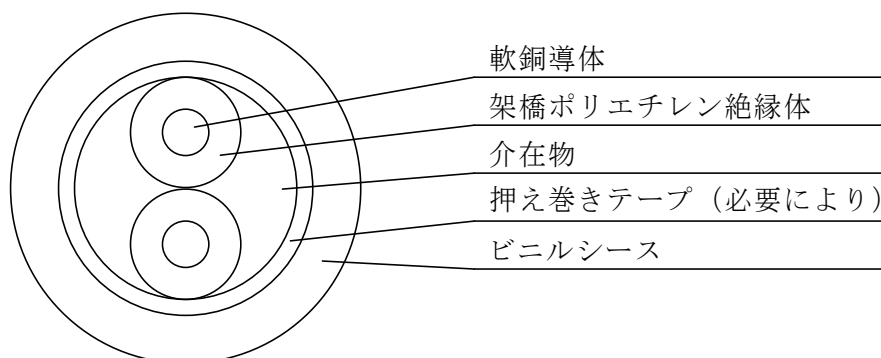 軟銅導体
架橋ポリエチレン絶縁体
介在物
押え巻きテープ（必要により）
ビニルシース